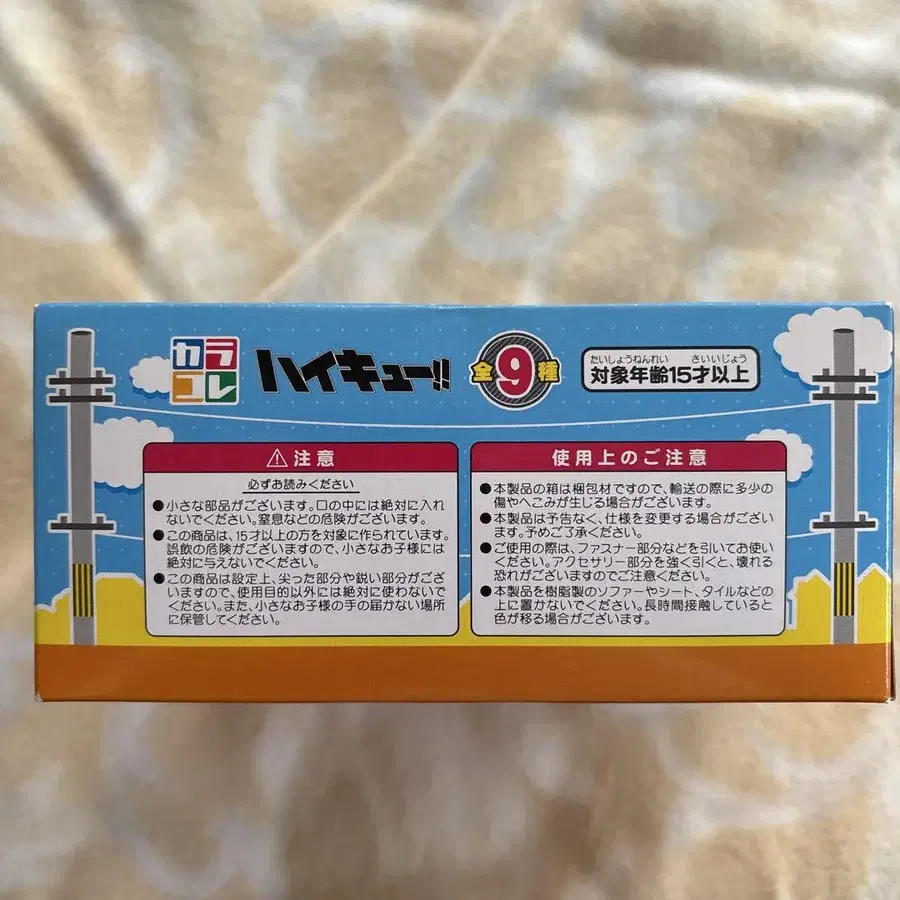 カラ
コレ
ハイキュー!!
全9種
たいしょうねんれい さいいじょう
対象年齢15才以上
注意
必ずお読みください
●小さな部品がございます。口の中には絶対に入れ
ないでください。窒息などの危険がございます。
●この商品は、15才以上の方を対象に作られています。
誤飲の危険がございますので、小さなお子様には
絶対に与えないでください。
●この商品は設定上、尖った部分や鋭い部分がござ
いますので、使用目的以外には絶対に使わないで
ください。また、小さなお子様の手の届かない場所
に保管してください。
使用上のご注意
●本製品の箱は梱包材ですので、輸送の際に多少の
傷やへこみが生じる場合がございます。
●本製品は予告なく、仕様を変更する場合がござい
ます。予めご了承ください。
●ご使用の際は、ファスナー部分などを引いてお使い
ください。アクセサリー部分を強く引くと、壊れる
恐れがございますのでご注意ください。
●本製品を樹脂製のソファーやシート、タイルなどの
上に置かないでください。長時間接触していると
色が移る場合がございます。